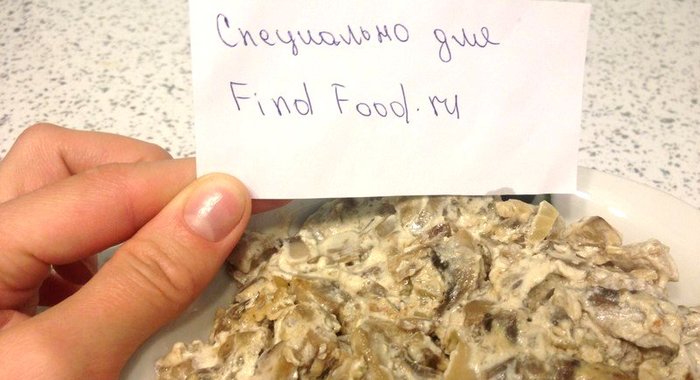 Специально для
Find Food.ru